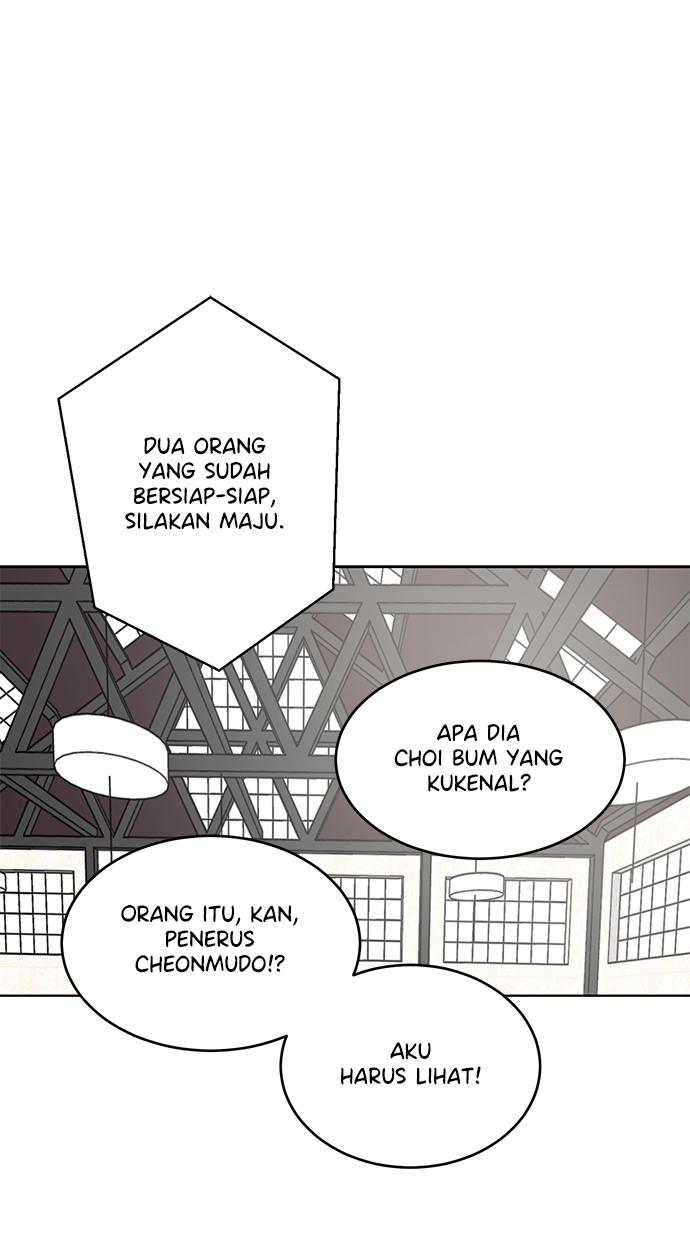 DUA ORANG
YANG SUDAH
BERSIAP-SIAP,
SILAKAN MAJU.
APA DIA
CHOI BUM YANG
KUKENAL?
ORANG ITU, KAN,
PENERUS
CHEONMUDO!?
AKU
HARUS LIHAT!